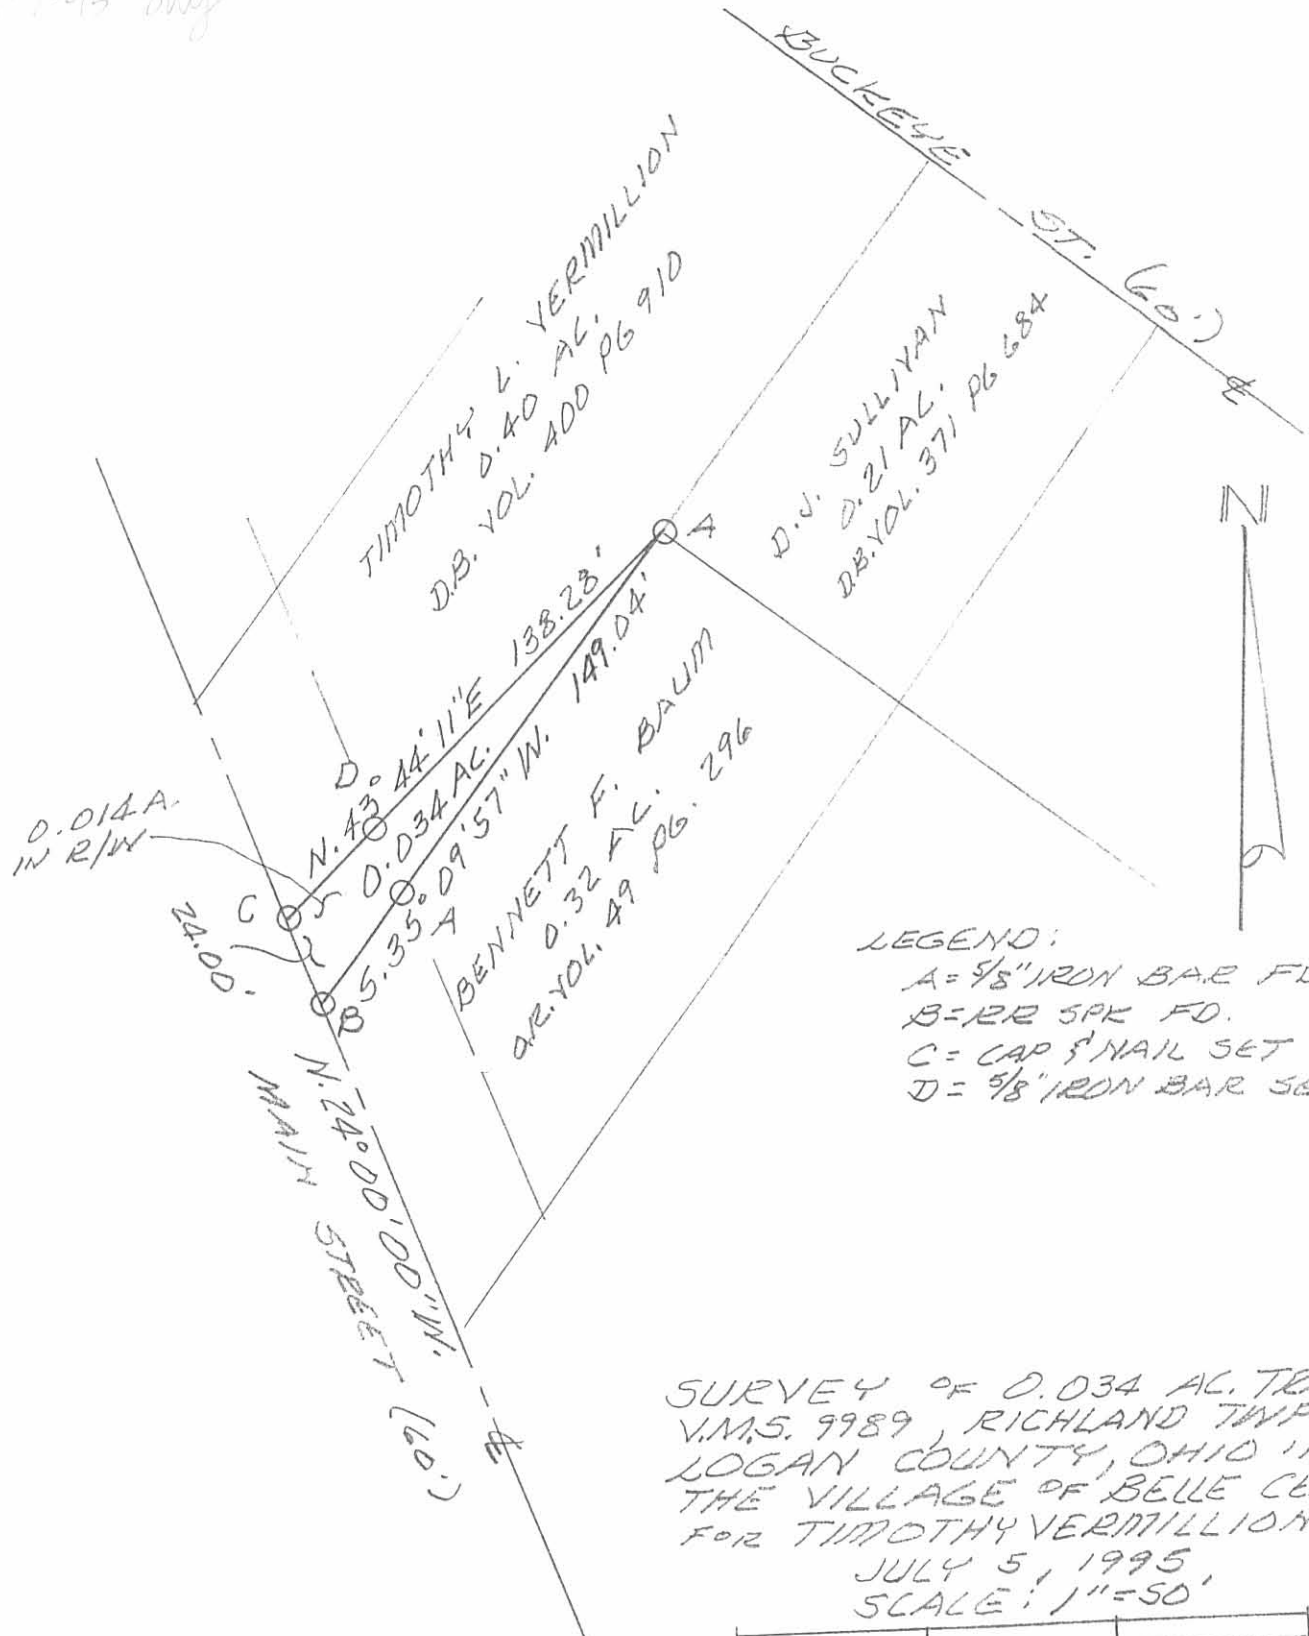 BUCKEYE ST. (60')
℄
TIMOTHY L. VERMILLION
0.40 AC.
D.B. VOL. 400 PG 910
D.J. SULLIVAN
0.21 AC.
D.B. VOL. 371 PG 684
N
A
N. 43° 44' 11"E 138.28'
0.034 AC.
S. 35° 09' 57" W. 149.04'
D
A
BENNETT F. BAUM
0.32 AC.
O.R. VOL. 49 PG. 296
0.014 A.
IN R/W
C
24.00'
B
N. 24° 00' 00" W.
MAIN STREET (60')
℄
LEGEND:
A = 5/8" IRON BAR
B = RR SPK FD.
C = CAP & NAIL SET
D = 5/8" IRON BAR
SURVEY OF 0.034 AC.
V.M.S. 9989, RICHLAND TWP
LOGAN COUNTY, OHIO
THE VILLAGE OF BELLE
FOR TIMOTHY VERMILLION
JULY 5, 1995
SCALE: 1"=50'